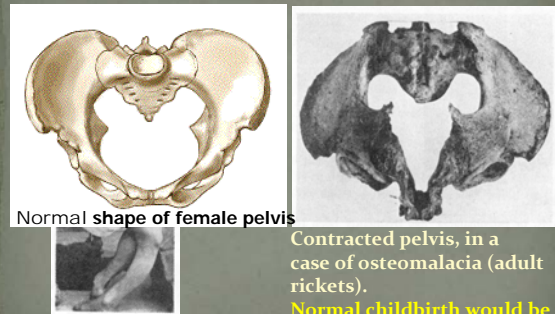 Normal shape of female pelvis
Contracted pelvis, in a
case of osteomalacia (adult
rickets).
Normal childbirth would be